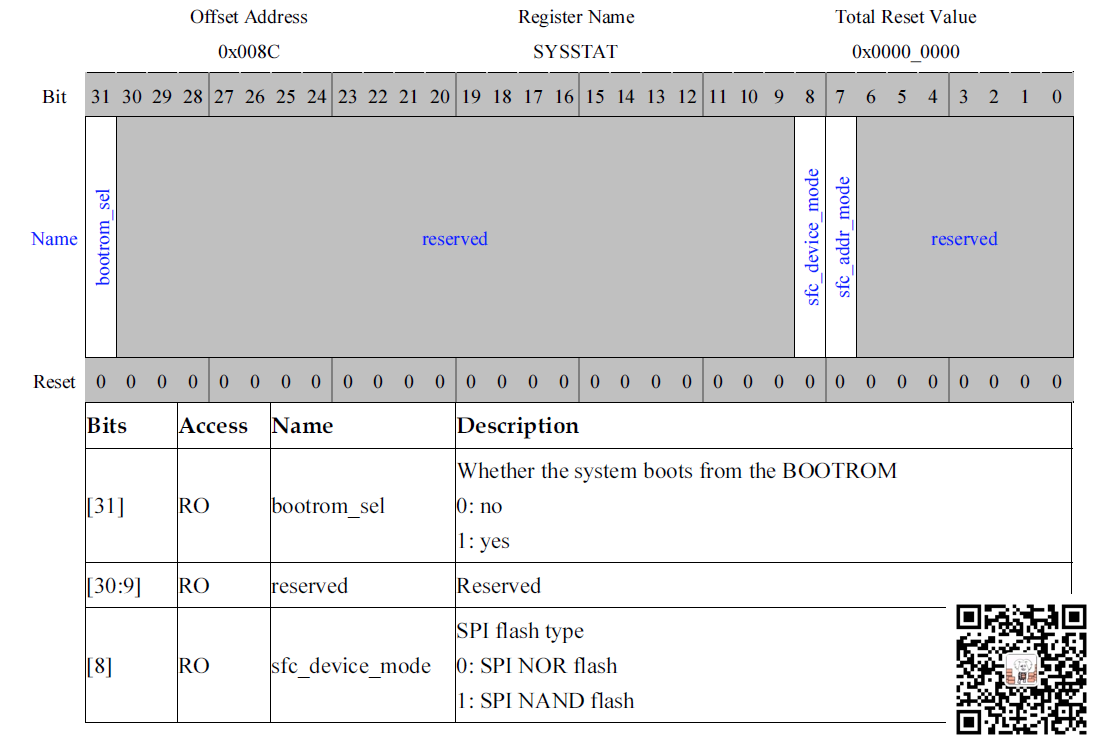 Offset Address Register Name Total Reset Value
0x008C SYSSTAT 0x0000_0000
Bit 31 30 29 28 27 26 25 24 23 22 21 20 19 18 17 16 15 14 13 12 11 10 9 8 7 6 5 4 3 2 1 0
Name bootrom_sel reserved sfc_device_mode sfc_addr_mode reserved
Reset 0 0 0 0 0 0 0 0 0 0 0 0 0 0 0 0 0 0 0 0 0 0 0 0 0 0 0 0 0 0 0 0
Bits Access Name Description
[31] RO bootrom_sel Whether the system boots from the BOOTROM
0: no
1: yes
[30:9] RO reserved Reserved
[8] RO sfc_device_mode SPI flash type
0: SPI NOR flash
1: SPI NAND flash